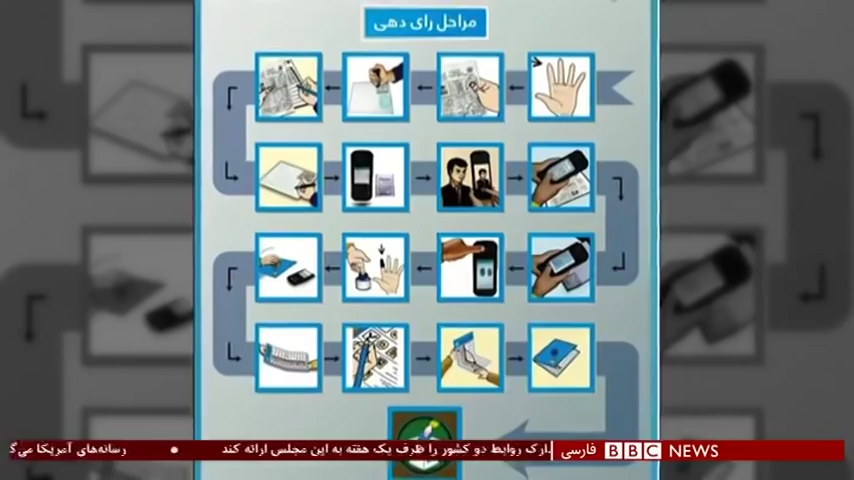 مراحل رای دهی
رسانه‌های آمریکا می‌گ • بارک روابط دو کشور را ظرف یک هفته به این مجلس ارائه کند
فارسی BBC NEWS